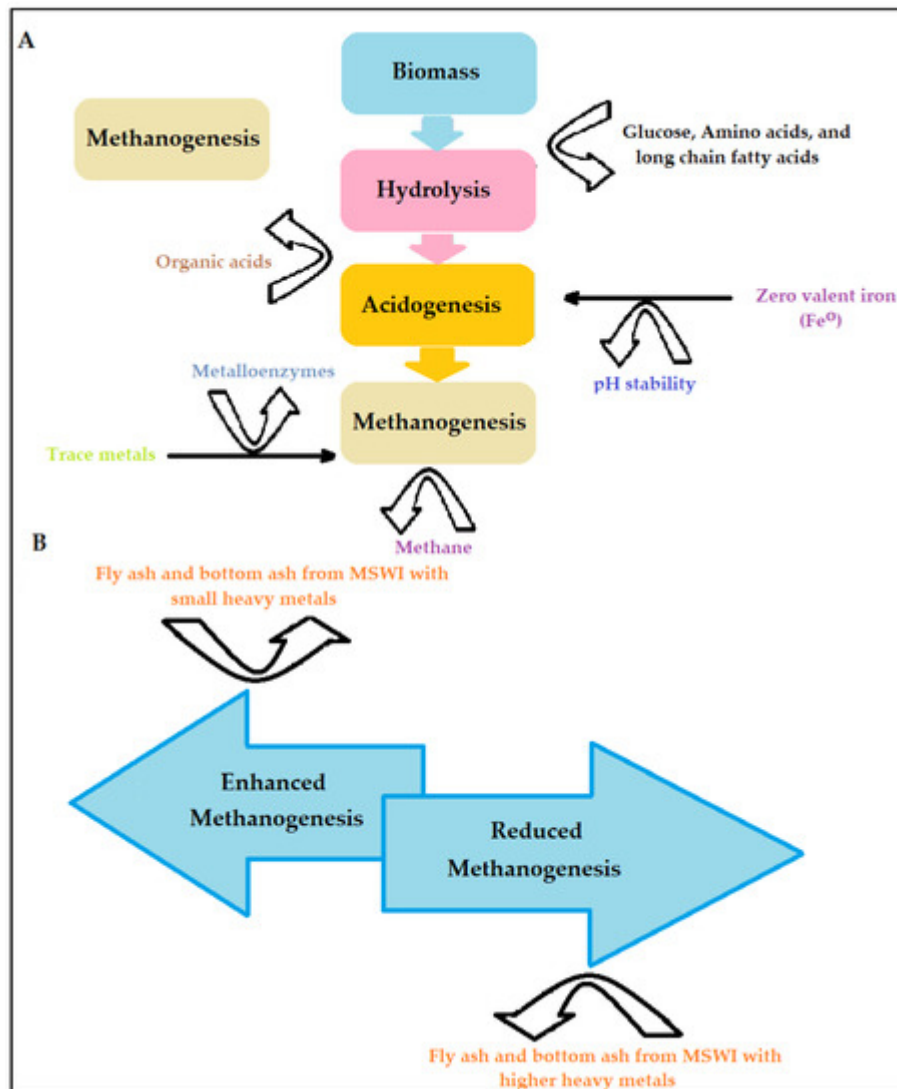 A
Biomass
Methanogenesis
Glucose, Amino acids, and
long chain fatty acids
Hydrolysis
Organic acids
Acidogenesis
Zero valent iron
(Fe⁰)
Metalloenzymes
pH stability
Methanogenesis
Trace metals
Methane
B
Fly ash and bottom ash from MSWI with
small heavy metals
Enhanced
Methanogenesis
Reduced
Methanogenesis
Fly ash and bottom ash from MSWI with
higher heavy metals